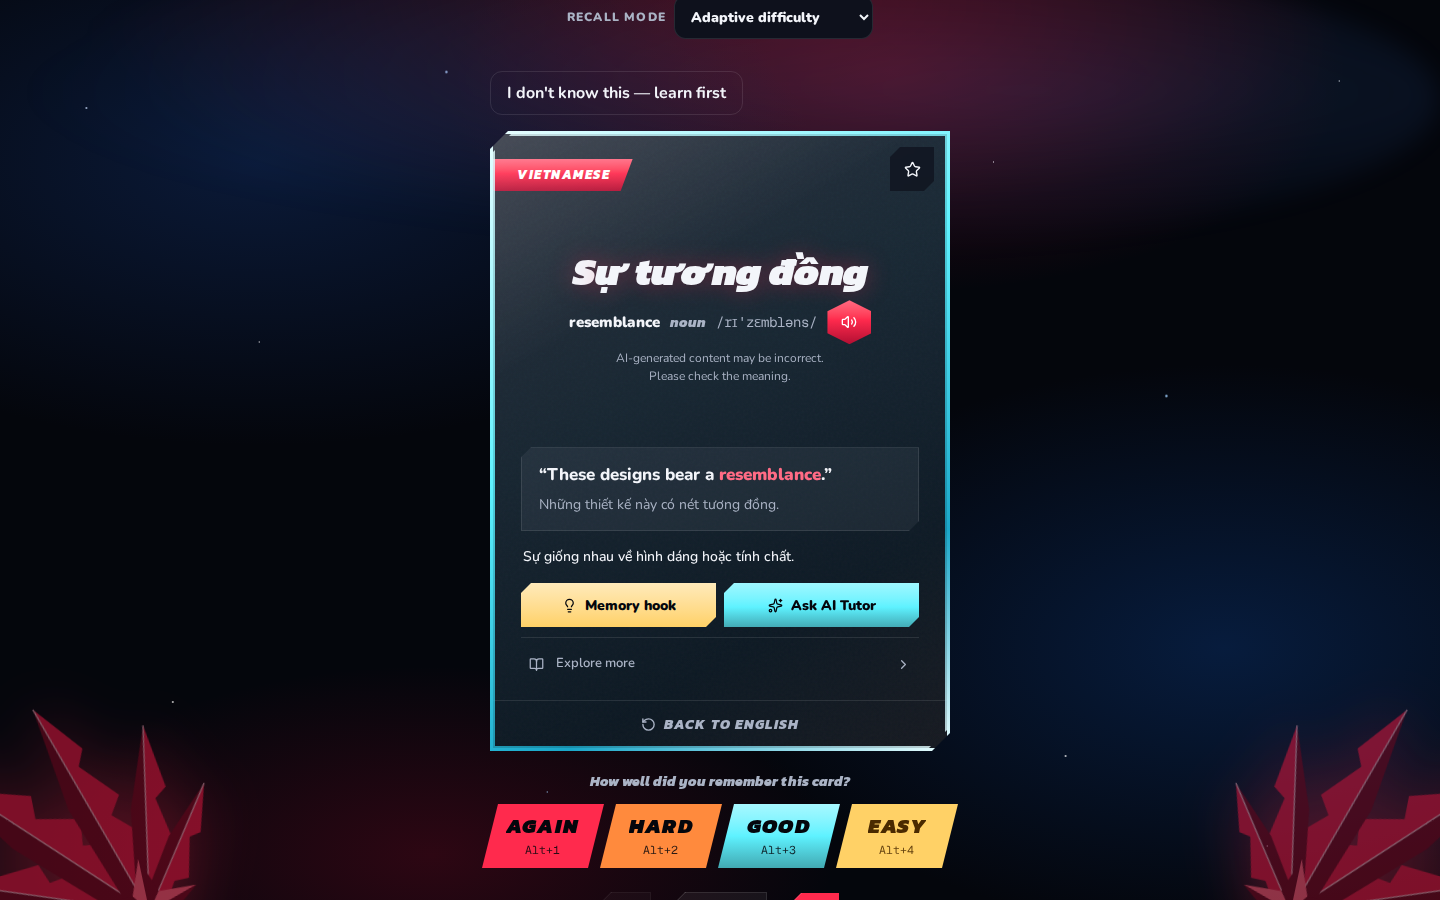 RECALL MODE Adaptive difficulty
I don't know this — learn first
VIETNAMESE
Sự tương đồng
resemblance noun /rɪˈzɛmbləns/
AI-generated content may be incorrect.
Please check the meaning.
“These designs bear a resemblance.”
Những thiết kế này có nét tương đồng.
Sự giống nhau về hình dáng hoặc tính chất.
Memory hook Ask AI Tutor
Explore more
BACK TO ENGLISH
How well did you remember this card?
AGAIN HARD GOOD EASY
Alt+1 Alt+2 Alt+3 Alt+4